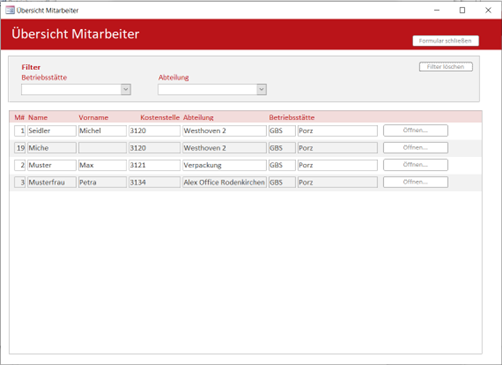 Übersicht Mitarbeiter
Übersicht Mitarbeiter
Formular schließen
Filter
Filter löschen
Betriebsstätte Abteilung
M# Name Vorname Kostenstelle Abteilung Betriebsstätte
1 Seidler Michel 3120 Westhoven 2 GBS Porz Öffnen...
19 Miche 3120 Westhoven 2 GBS Porz Öffnen...
2 Muster Max 3121 Verpackung GBS Porz Öffnen...
3 Musterfrau Petra 3134 Alex Office Rodenkirchen GBS Porz Öffnen...